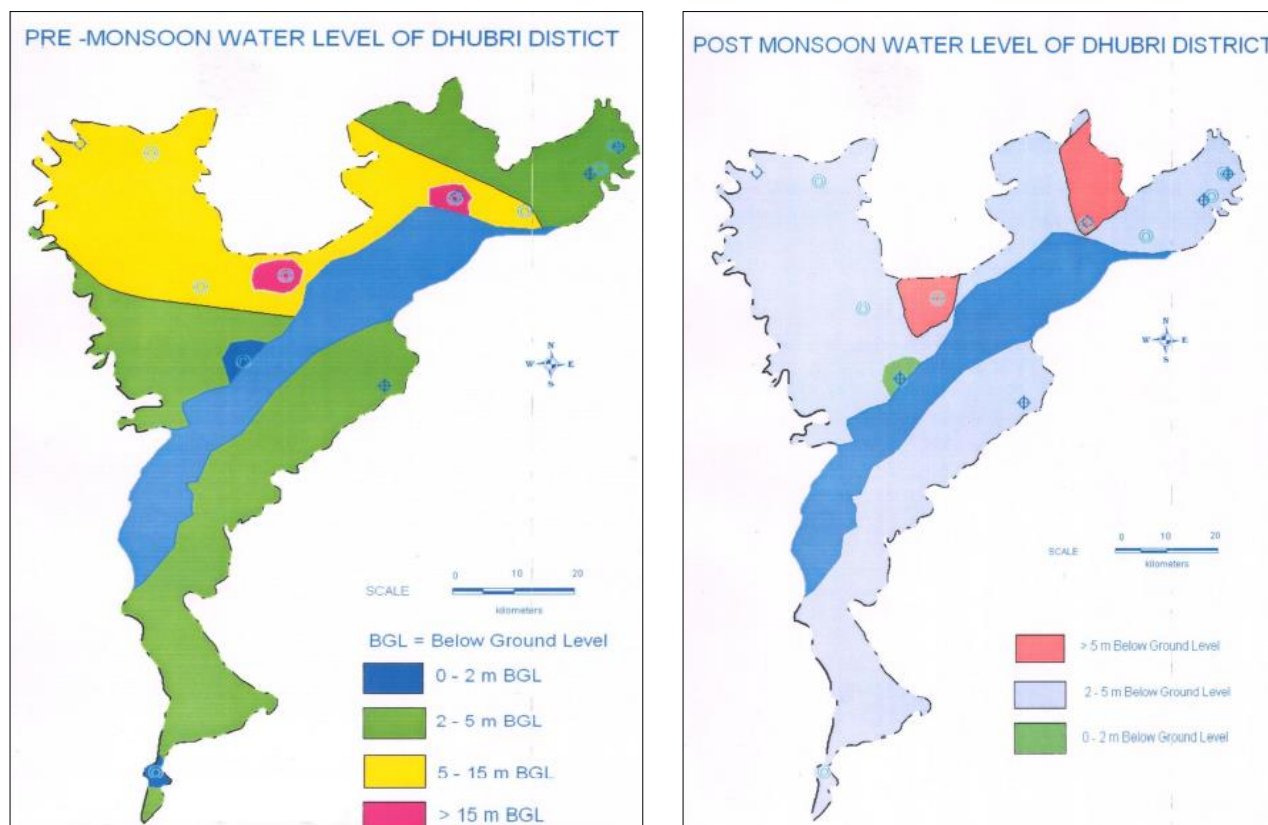 PRE -MONSOON WATER LEVEL OF DHUBRI DISTICT
N
W
E
S
SCALE
0 10 20
kilometers
BGL = Below Ground Level
0 - 2 m BGL
2 - 5 m BGL
5 - 15 m BGL
> 15 m BGL
POST MONSOON WATER LEVEL OF DHUBRI DISTRICT
N
W
E
S
SCALE
0 10 20
kilometers
> 5 m Below Ground Level
2 - 5 m Below Ground Level
0 - 2 m Below Ground Level